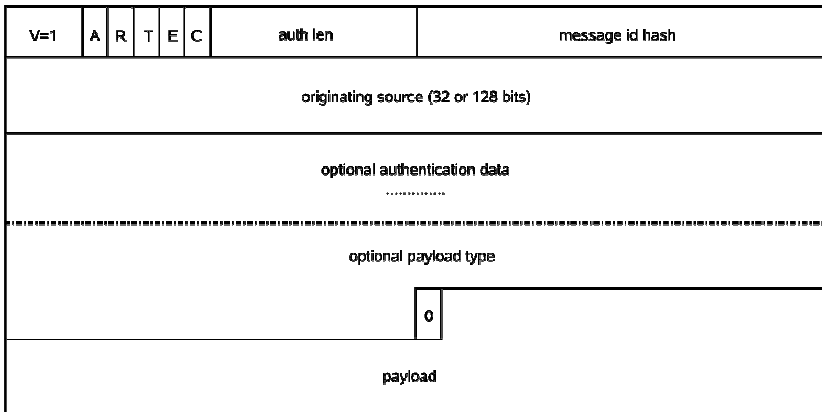 V=1 A R T E C auth len message id hash
originating source (32 or 128 bits)
optional authentication data
..............
optional payload type
0
payload